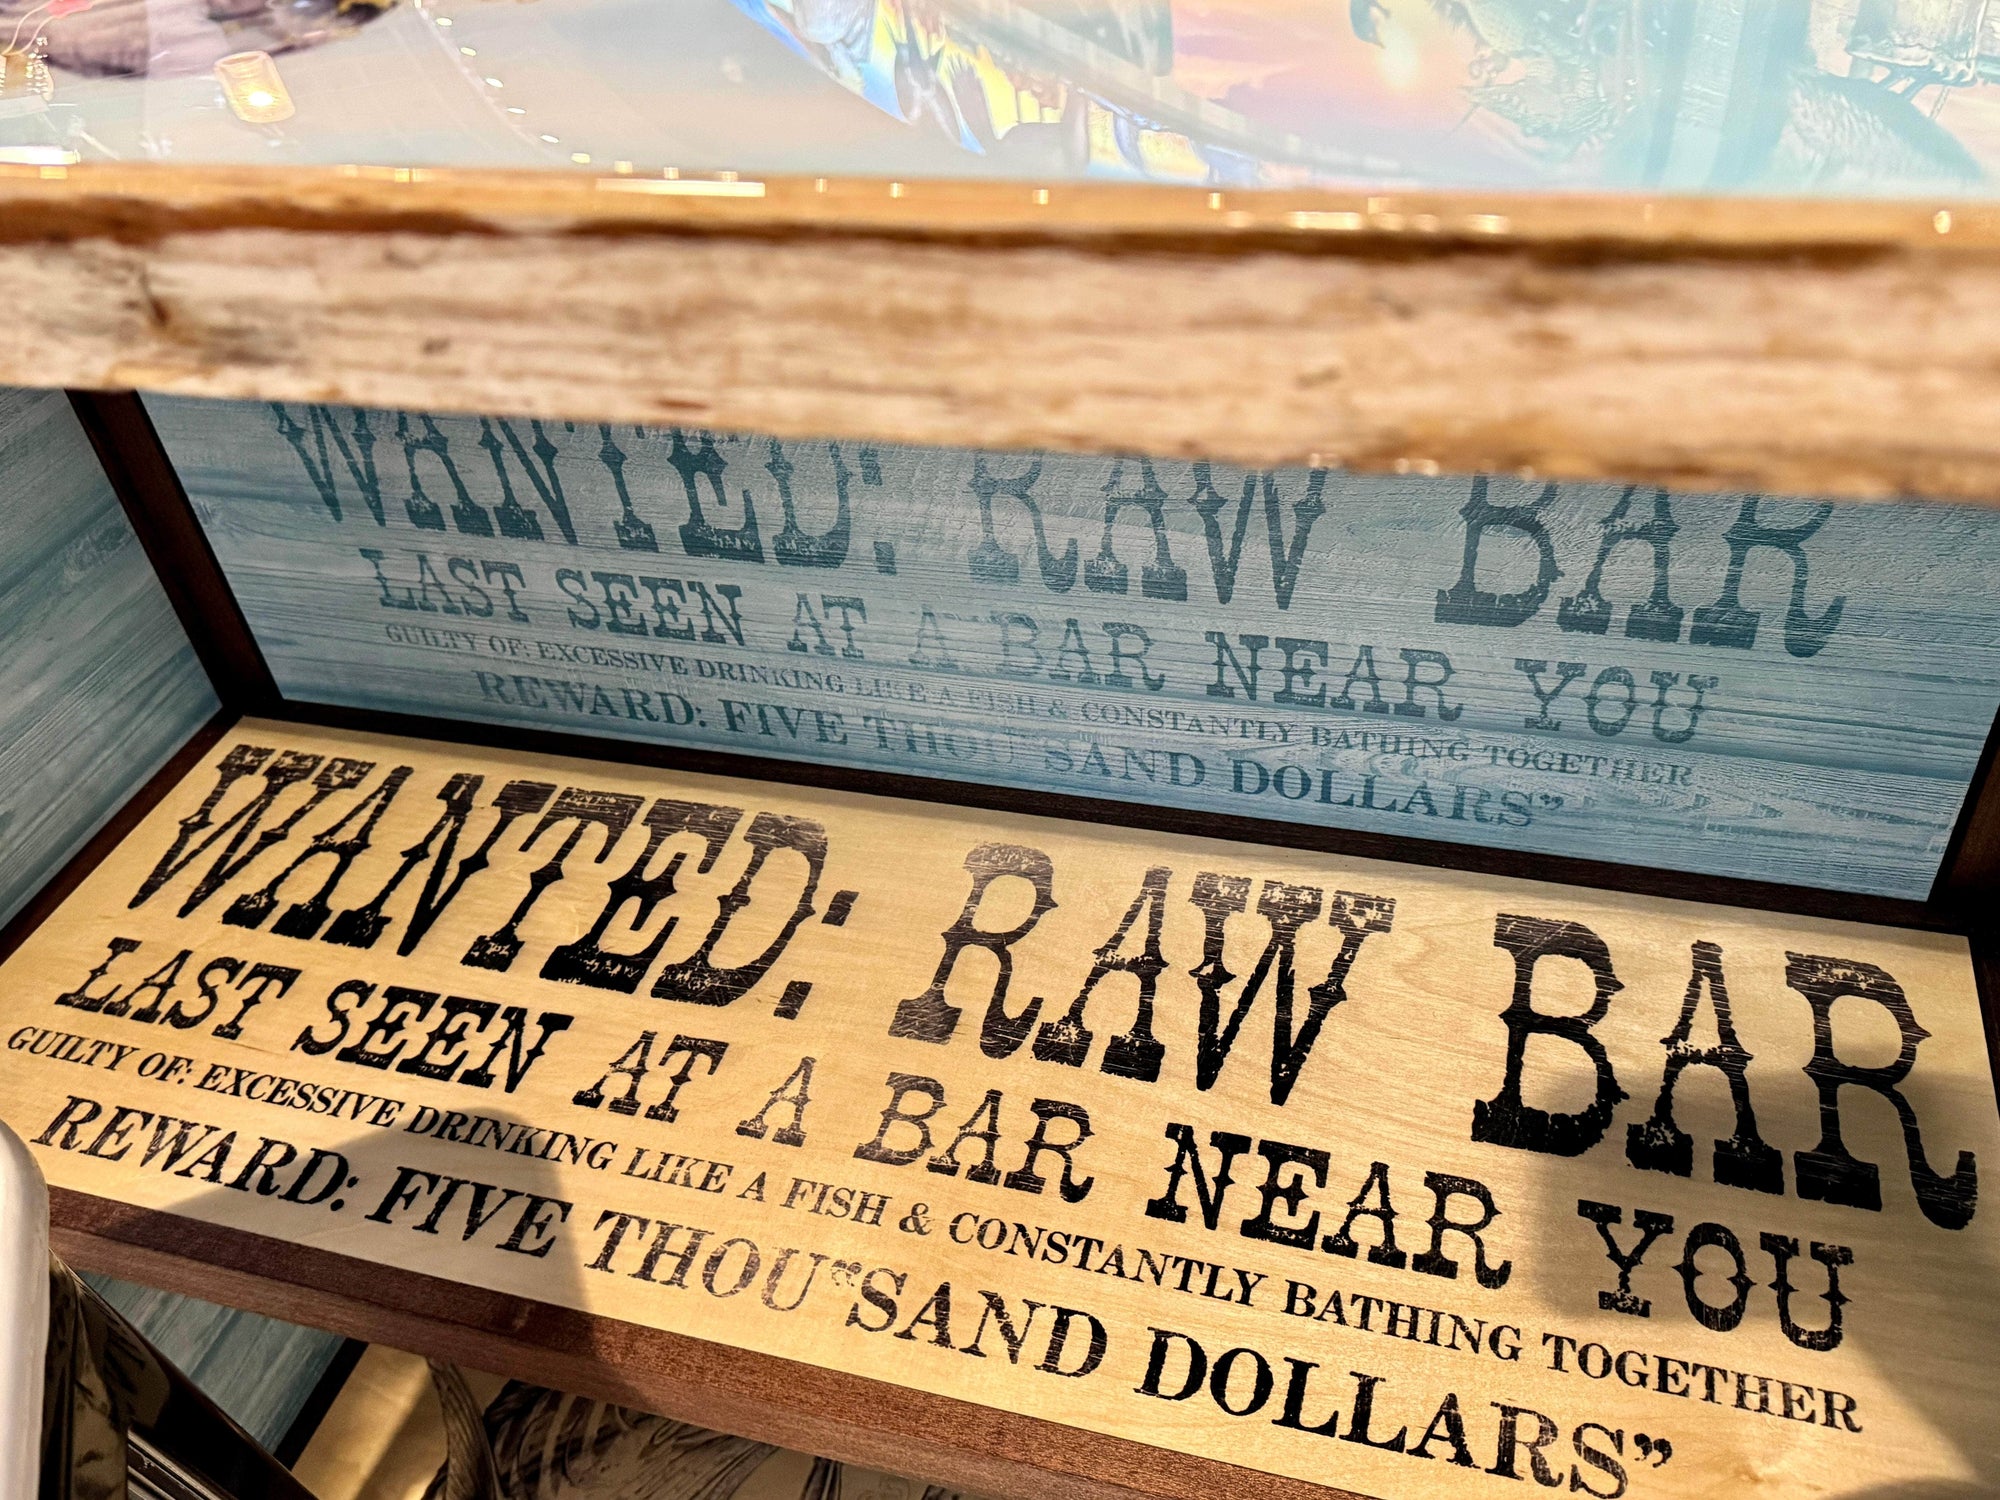 WANTED: RAW BAR
LAST SEEN AT A BAR NEAR YOU
GUILTY OF: EXCESSIVE DRINKING LIKE A FISH & CONSTANTLY BATHING TOGETHER
REWARD: FIVE THOU“SAND DOLLARS”
WANTED: RAW BAR
LAST SEEN AT A BAR NEAR YOU
GUILTY OF: EXCESSIVE DRINKING LIKE A FISH & CONSTANTLY BATHING TOGETHER
REWARD: FIVE THOU“SAND DOLLARS”